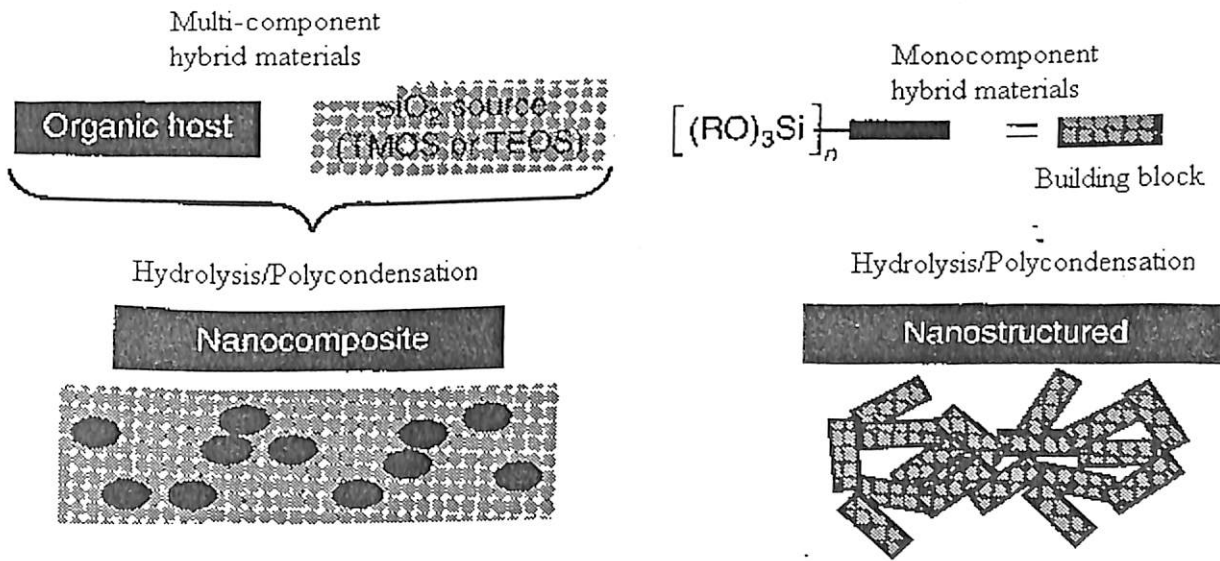 Multi-component
hybrid materials
Organic host
SiO₂ source
(TMOS or TEOS)
Hydrolysis/Polycondensation
Nanocomposite
Monocomponent
hybrid materials
[(RO)₃Si]ₙ
=
Building block
Hydrolysis/Polycondensation
Nanostructured